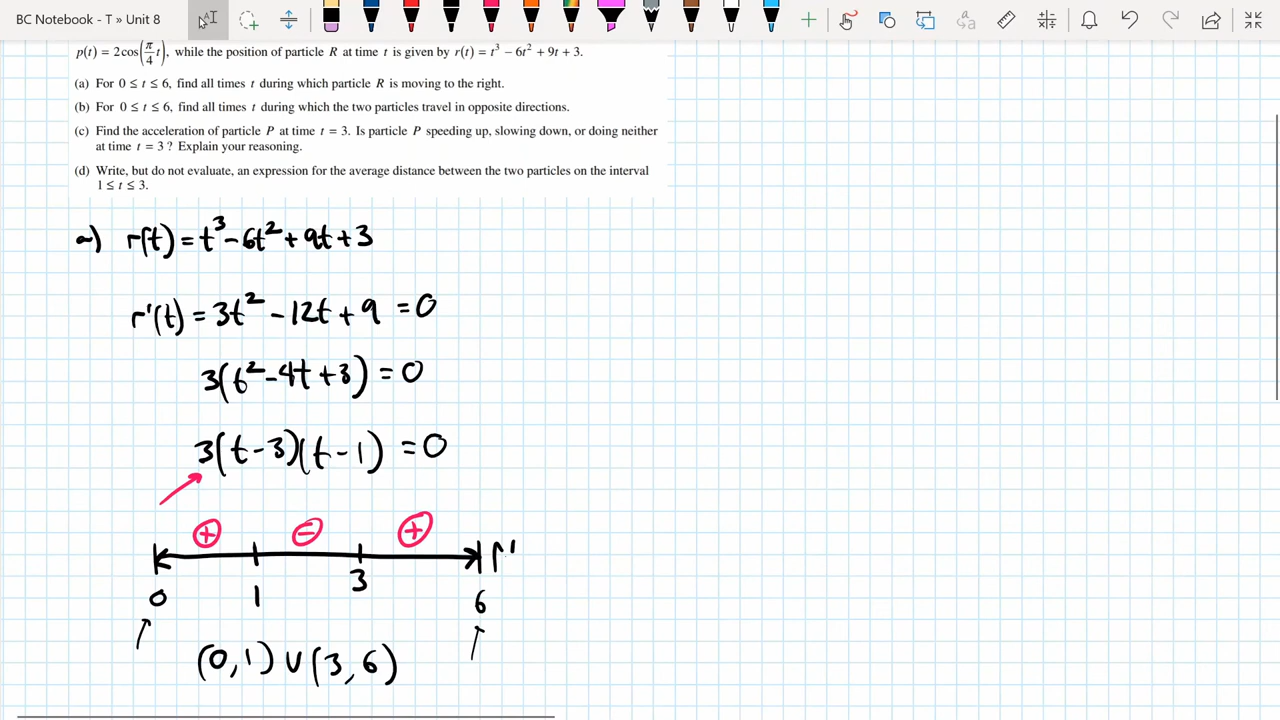 BC Notebook - T » Unit 8
p(t) = 2cos(π/4 t), while the position of particle R at time t is given by r(t) = t³ − 6t² + 9t + 3.
(a) For 0 ≤ t ≤ 6, find all times t during which particle R is moving to the right.
(b) For 0 ≤ t ≤ 6, find all times t during which the two particles travel in opposite directions.
(c) Find the acceleration of particle P at time t = 3. Is particle P speeding up, slowing down, or doing neither
at time t = 3 ? Explain your reasoning.
(d) Write, but do not evaluate, an expression for the average distance between the two particles on the interval
1 ≤ t ≤ 3.
a) r(t) = t³ - 6t² + 9t + 3
r'(t) = 3t² - 12t + 9 = 0
3(t² - 4t + 3) = 0
3(t - 3)(t - 1) = 0
+ − +
r'
0 1 3 6
(0,1) ∪ (3,6)